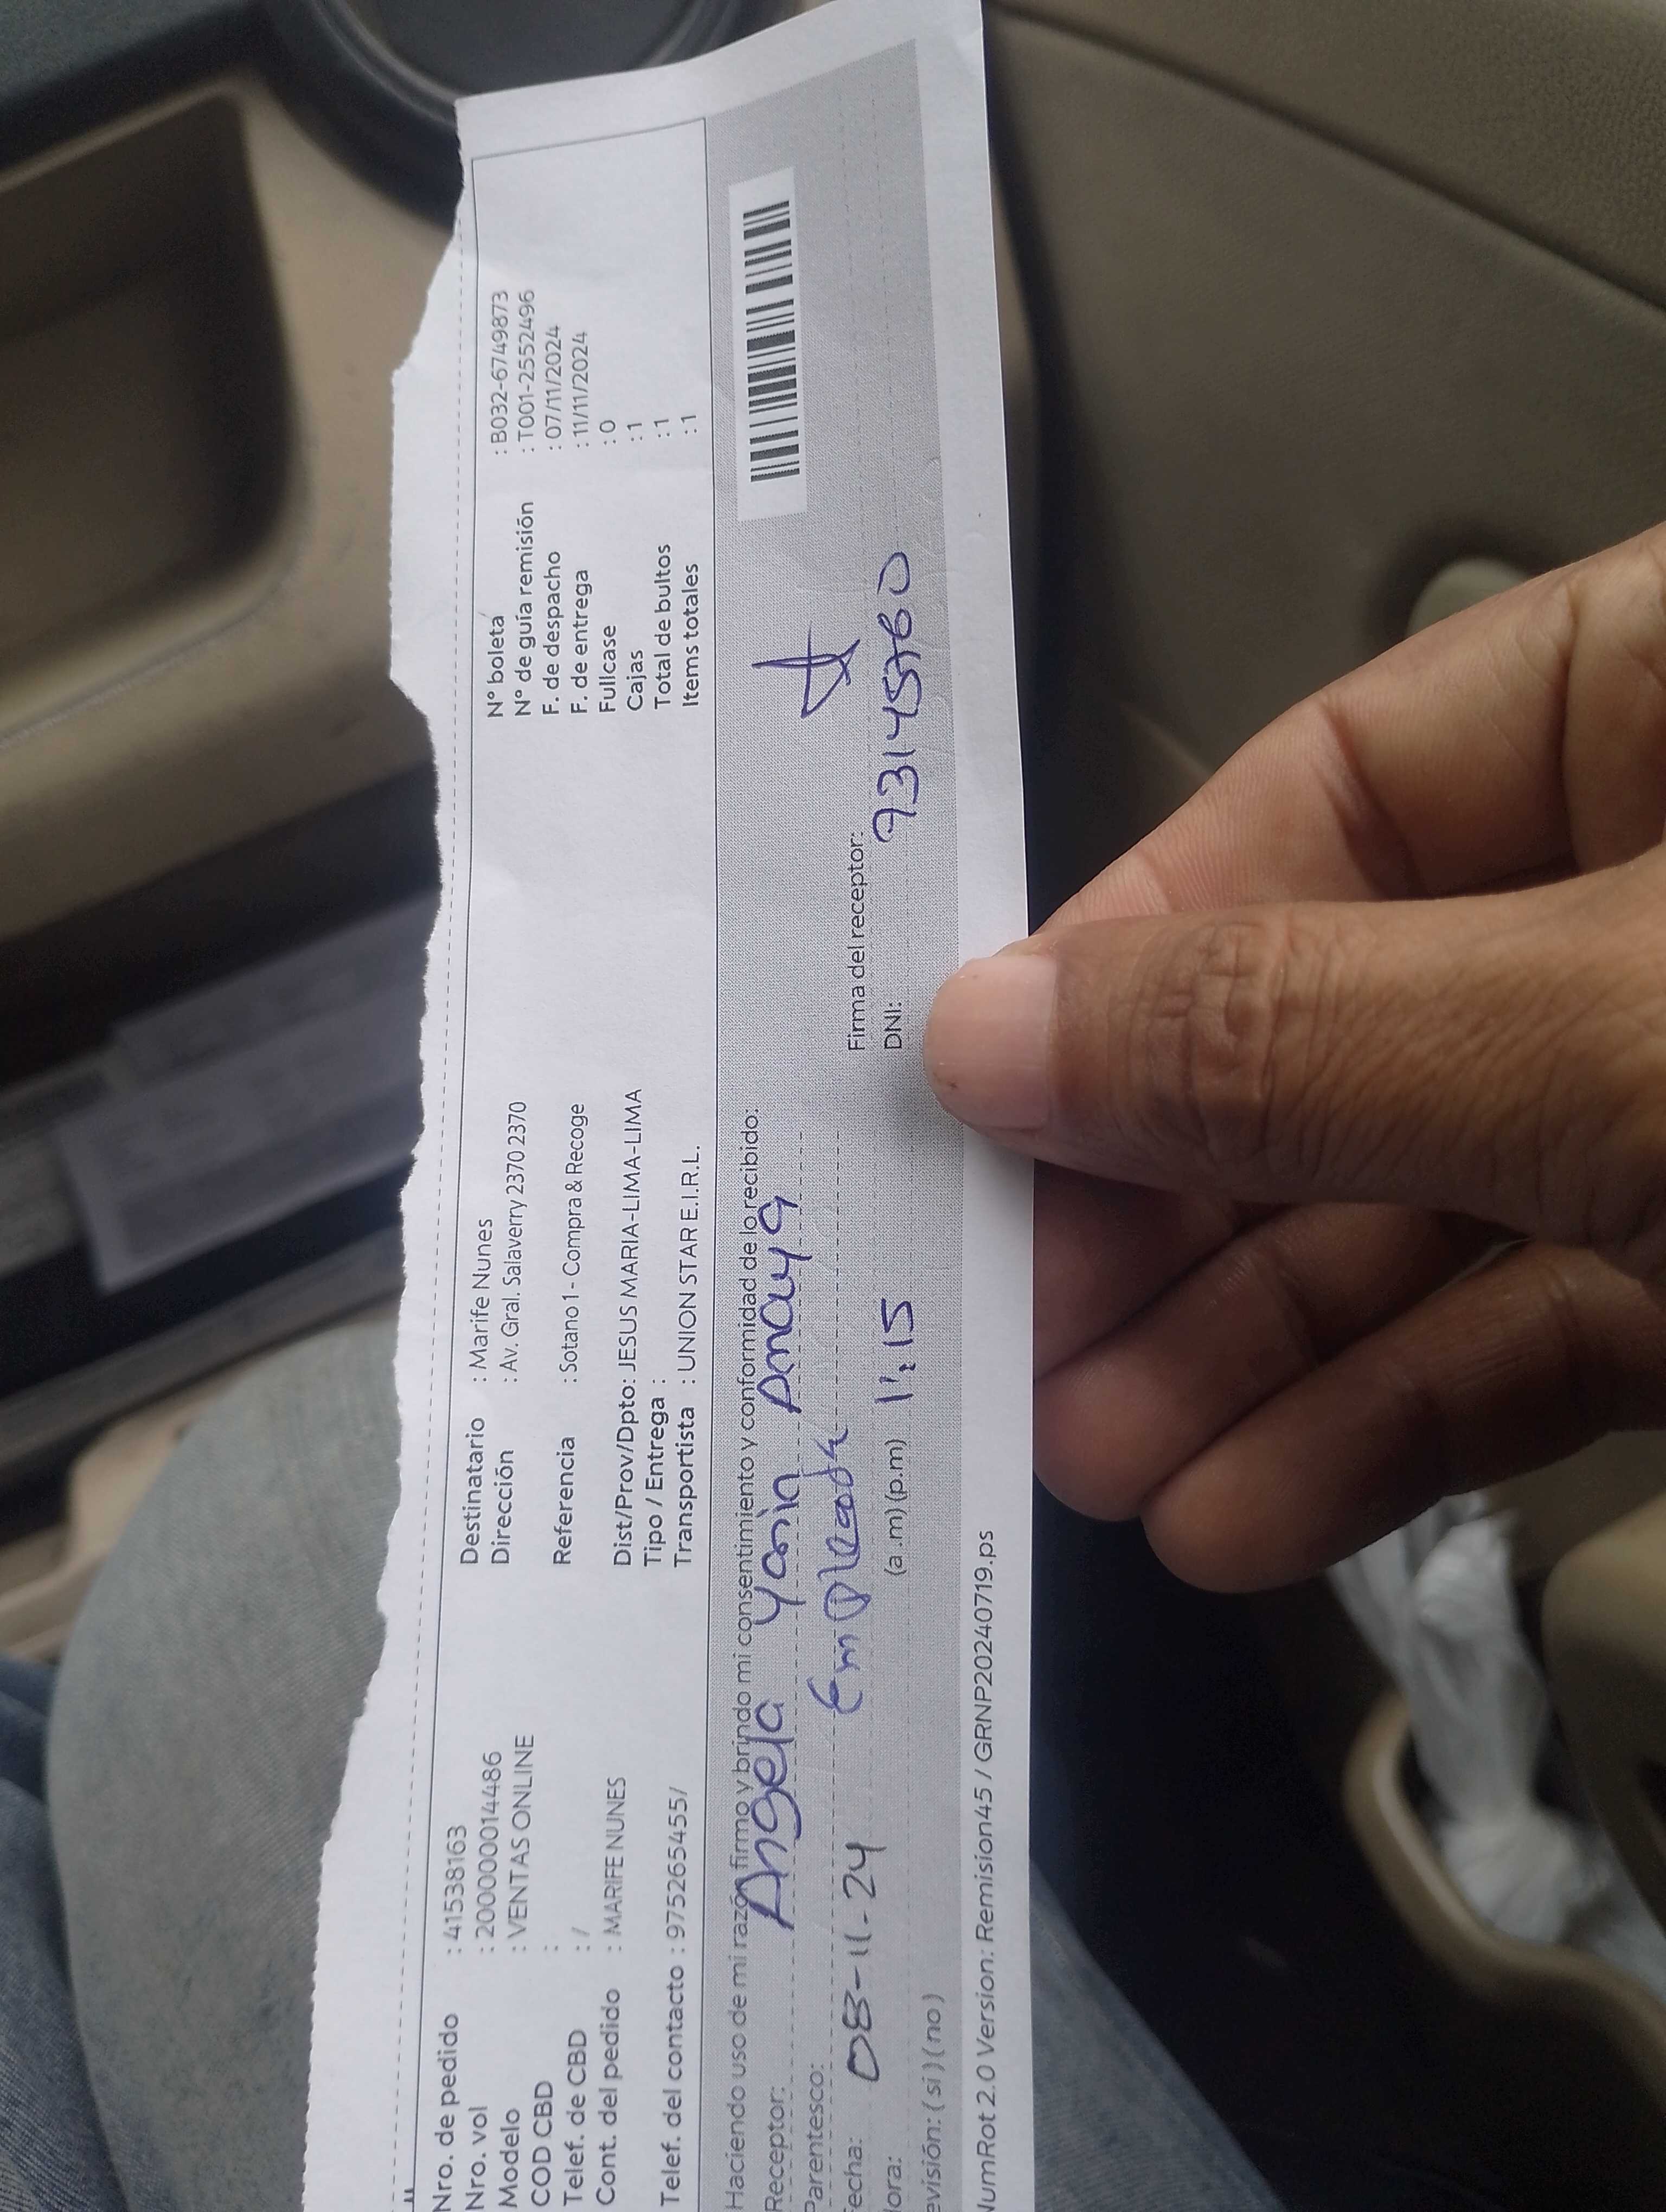 Nro. de pedido : 41538163
Nro. vol : 200000014486
Modelo : VENTAS ONLINE
COD CBD :
Telef. de CBD : /
Cont. del pedido : MARIFE NUNES
Telef. del contacto : 975265455/
Destinatario : Marife Nunes
Dirección : Av. Gral. Salaverry 2370 2370
Referencia : Sotano 1 - Compra & Recoge
Dist/Prov/Dpto: JESUS MARIA-LIMA-LIMA
Tipo / Entrega :
Transportista : UNION STAR E.I.R.L.
N° boleta : B032-6749873
N° de guía remisión : T001-2552496
F. de despacho : 07/11/2024
F. de entrega : 11/11/2024
Fullcase : 0
Cajas : 1
Total de bultos : 1
Items totales : 1
Haciendo uso de mi razón firmo y brindo mi consentimiento y conformidad de lo recibido.
Receptor: Angela Yanin Amaya
Parentesco: Empleada
Firma del receptor:
echa: 08-11-24
DNI:
ora: (a .m) (p.m) 1:15
evisión: ( si ) ( no )
NumRot 2.0 Version: Remision45 / GRNP20240719.ps